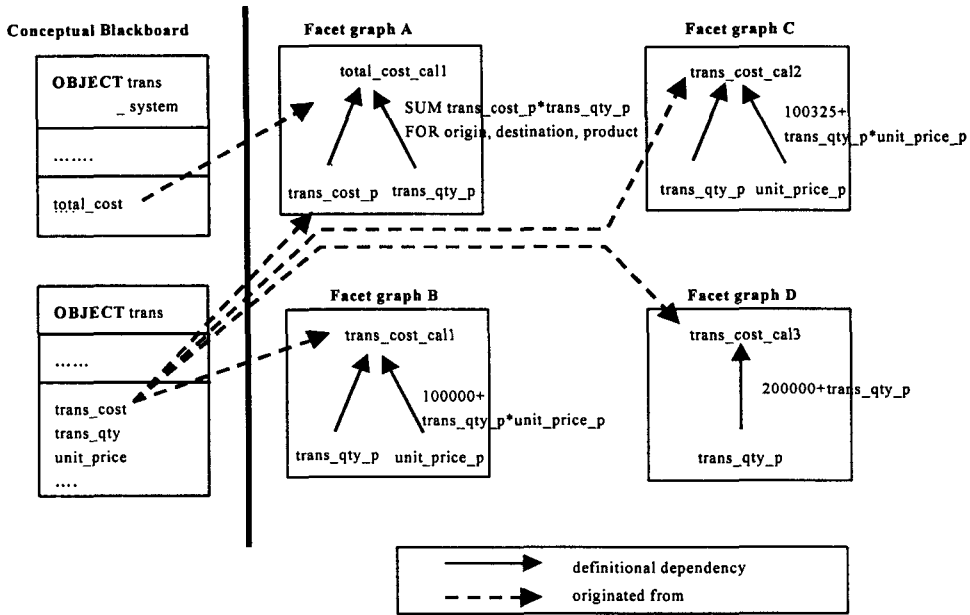 Conceptual Blackboard
OBJECT trans
_ system
.......
total_cost
....
OBJECT trans
......
trans_cost
trans_qty
unit_price
....
Facet graph A
total_cost_cal1
SUM trans_cost_p*trans_qty_p
FOR origin, destination, product
trans_cost_p trans_qty_p
Facet graph B
trans_cost_cal1
100000+
trans_qty_p*unit_price_p
trans_qty_p unit_price_p
Facet graph C
trans_cost_cal2
100325+
trans_qty_p*unit_price_p
trans_qty_p unit_price_p
Facet graph D
trans_cost_cal3
200000+trans_qty_p
trans_qty_p
definitional dependency
originated from